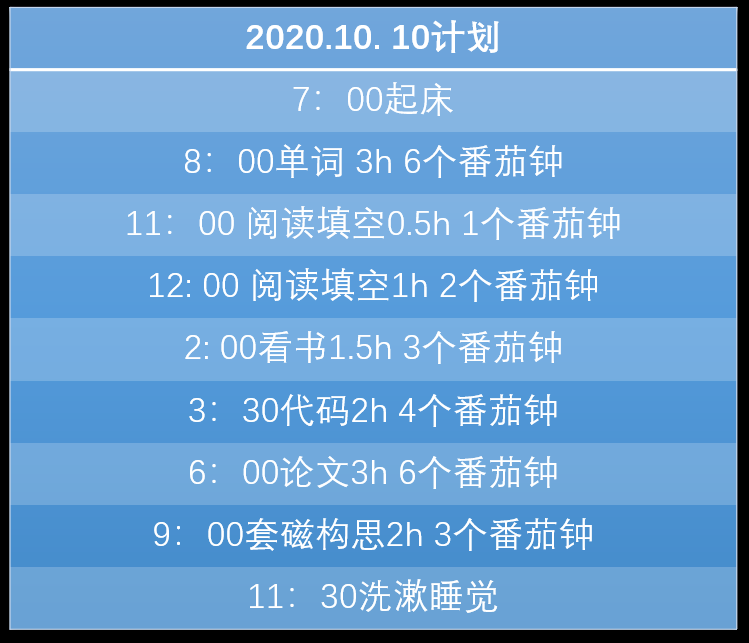 2020.10. 10计划
7：00起床
8：00单词 3h 6个番茄钟
11：00 阅读填空0.5h 1个番茄钟
12: 00 阅读填空1h 2个番茄钟
2: 00看书1.5h 3个番茄钟
3：30代码2h 4个番茄钟
6：00论文3h 6个番茄钟
9：00套磁构思2h 3个番茄钟
11：30洗漱睡觉